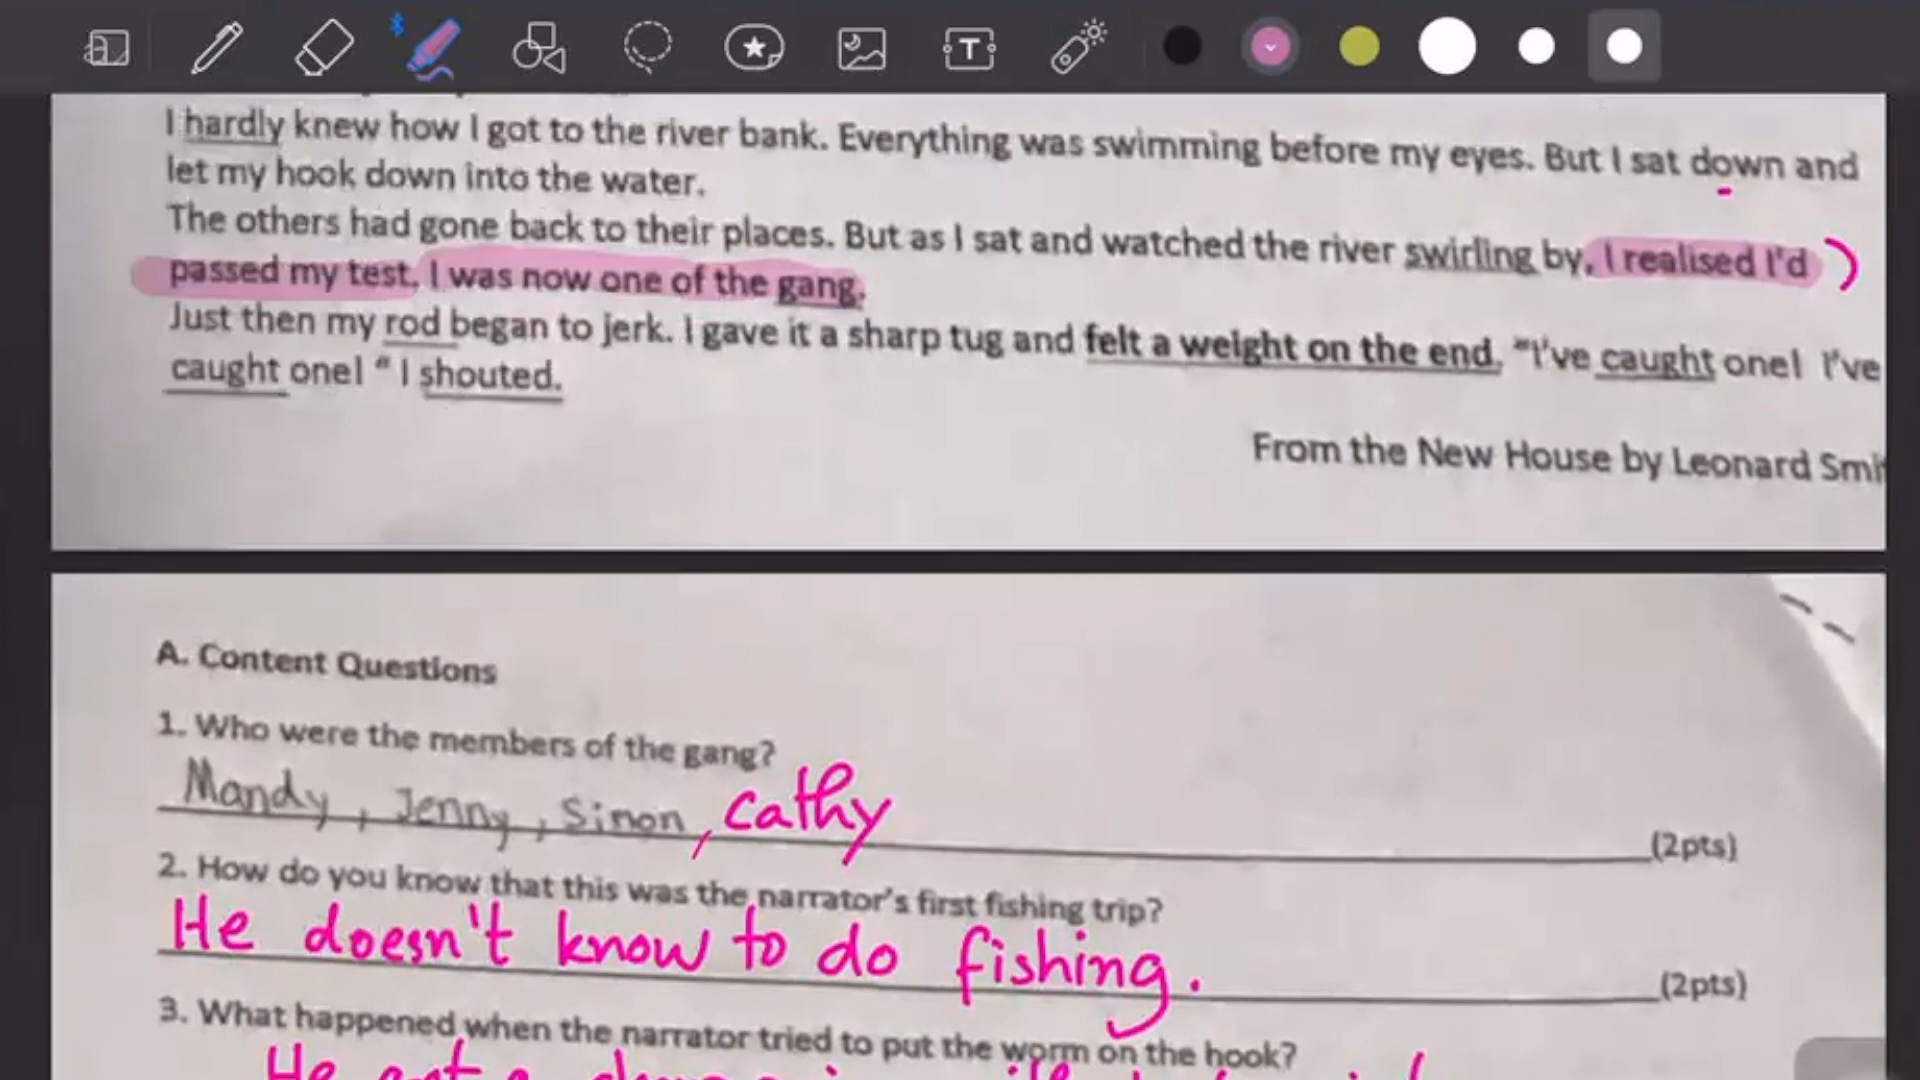 I hardly knew how I got to the river bank. Everything was swimming before my eyes. But I sat down and
let my hook down into the water.
The others had gone back to their places. But as I sat and watched the river swirling by, I realised I'd
passed my test. I was now one of the gang.
Just then my rod began to jerk. I gave it a sharp tug and felt a weight on the end. "I've caught one! I've
caught one! " I shouted.
From the New House by Leonard
A. Content Questions
1. Who were the members of the gang?
Mandy, Jenny, Simon, Cathy
(2pts)
2. How do you know that this was the narrator's first fishing trip?
He doesn't know to do fishing.
(2pts)
3. What happened when the narrator tried to put the worm on the hook?
He got a